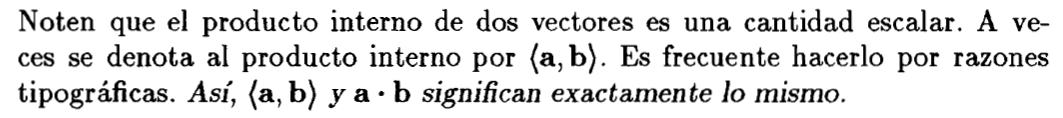 Noten que el producto interno de dos vectores es una cantidad escalar. A ve-
ces se denota al producto interno por ⟨a, b⟩. Es frecuente hacerlo por razones
tipográficas. Así, ⟨a, b⟩ y a · b significan exactamente lo mismo.